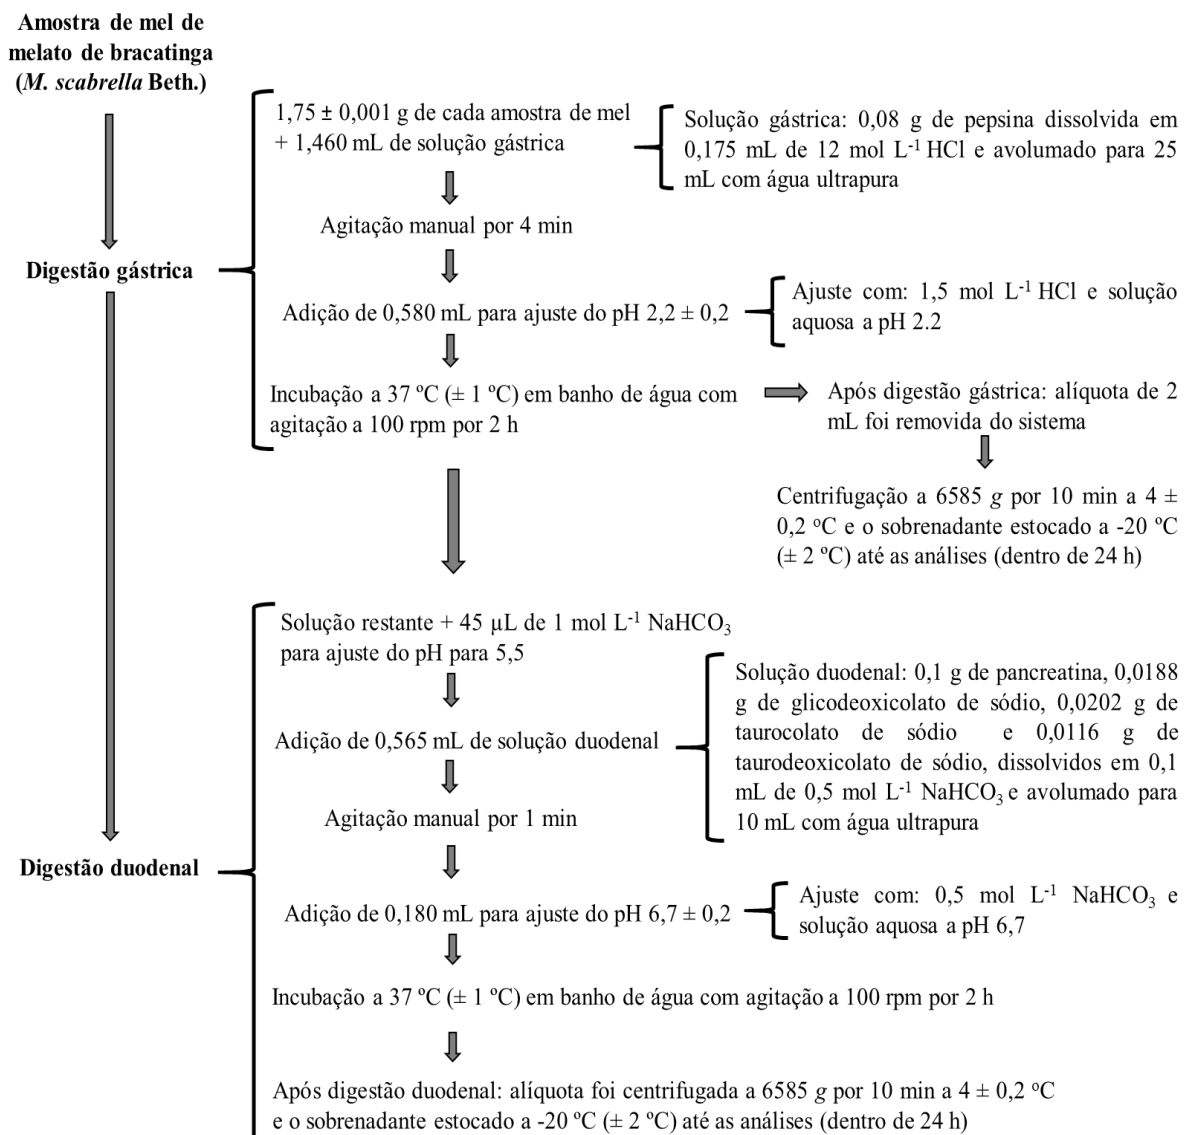 Amostra de mel de
melato de bracatinga
(M. scabrella Beth.)
1,75 ± 0,001 g de cada amostra de mel
+ 1,460 mL de solução gástrica
Solução gástrica: 0,08 g de pepsina dissolvida em
0,175 mL de 12 mol L-1 HCl e avolumado para 25
mL com água ultrapura
Agitação manual por 4 min
Digestão gástrica
Adição de 0,580 mL para ajuste do pH 2,2 ± 0,2
Ajuste com: 1,5 mol L-1 HCl e solução
aquosa a pH 2.2
Incubação a 37 ºC (± 1 ºC) em banho de água com
agitação a 100 rpm por 2 h
Após digestão gástrica: alíquota de 2
mL foi removida do sistema
Centrifugação a 6585 g por 10 min a 4 ±
0,2 ºC e o sobrenadante estocado a -20 ºC
(± 2 ºC) até as análises (dentro de 24 h)
Solução restante + 45 µL de 1 mol L-1 NaHCO3
para ajuste do pH para 5,5
Solução duodenal: 0,1 g de pancreatina, 0,0188
g de glicodeoxicolato de sódio, 0,0202 g de
taurocolato de sódio e 0,0116 g de
taurodeoxicolato de sódio, dissolvidos em 0,1
mL de 0,5 mol L-1 NaHCO3 e avolumado para
10 mL com água ultrapura
Adição de 0,565 mL de solução duodenal
Agitação manual por 1 min
Digestão duodenal
Adição de 0,180 mL para ajuste do pH 6,7 ± 0,2
Ajuste com: 0,5 mol L-1 NaHCO3 e
solução aquosa a pH 6,7
Incubação a 37 ºC (± 1 ºC) em banho de água com agitação a 100 rpm por 2 h
Após digestão duodenal: alíquota foi centrifugada a 6585 g por 10 min a 4 ± 0,2 ºC
e o sobrenadante estocado a -20 ºC (± 2 ºC) até as análises (dentro de 24 h)